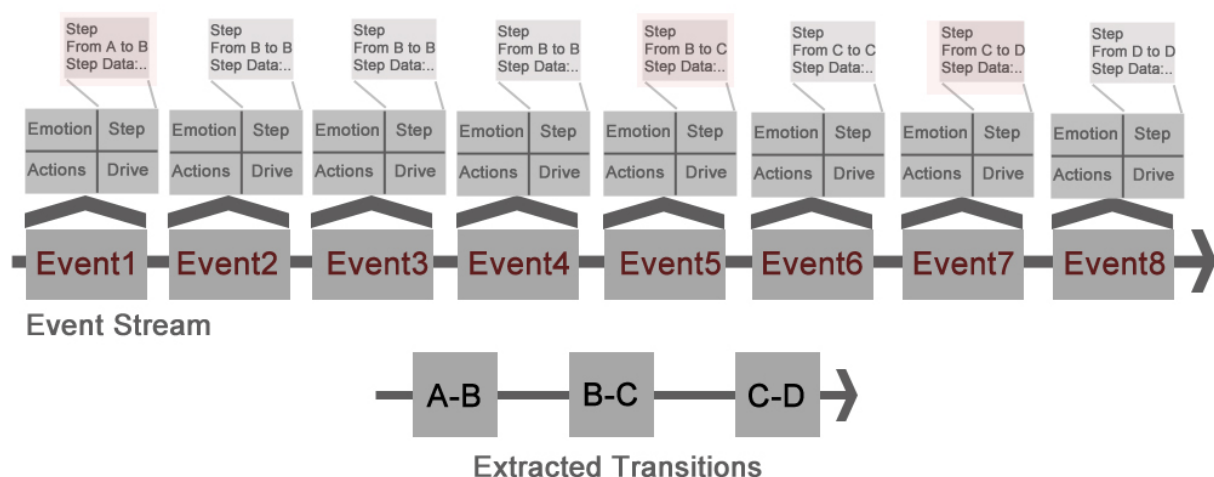 Step
From A to B
Step Data:..
Step
From B to B
Step Data:..
Step
From B to B
Step Data:..
Step
From B to B
Step Data:..
Step
From B to C
Step Data:..
Step
From C to C
Step Data:..
Step
From C to D
Step Data:..
Step
From D to D
Step Data:..
Emotion Step
Actions Drive
Emotion Step
Actions Drive
Emotion Step
Actions Drive
Emotion Step
Actions Drive
Emotion Step
Actions Drive
Emotion Step
Actions Drive
Emotion Step
Actions Drive
Emotion Step
Actions Drive
Event1 Event2 Event3 Event4 Event5 Event6 Event7 Event8
Event Stream
A-B B-C C-D
Extracted Transitions